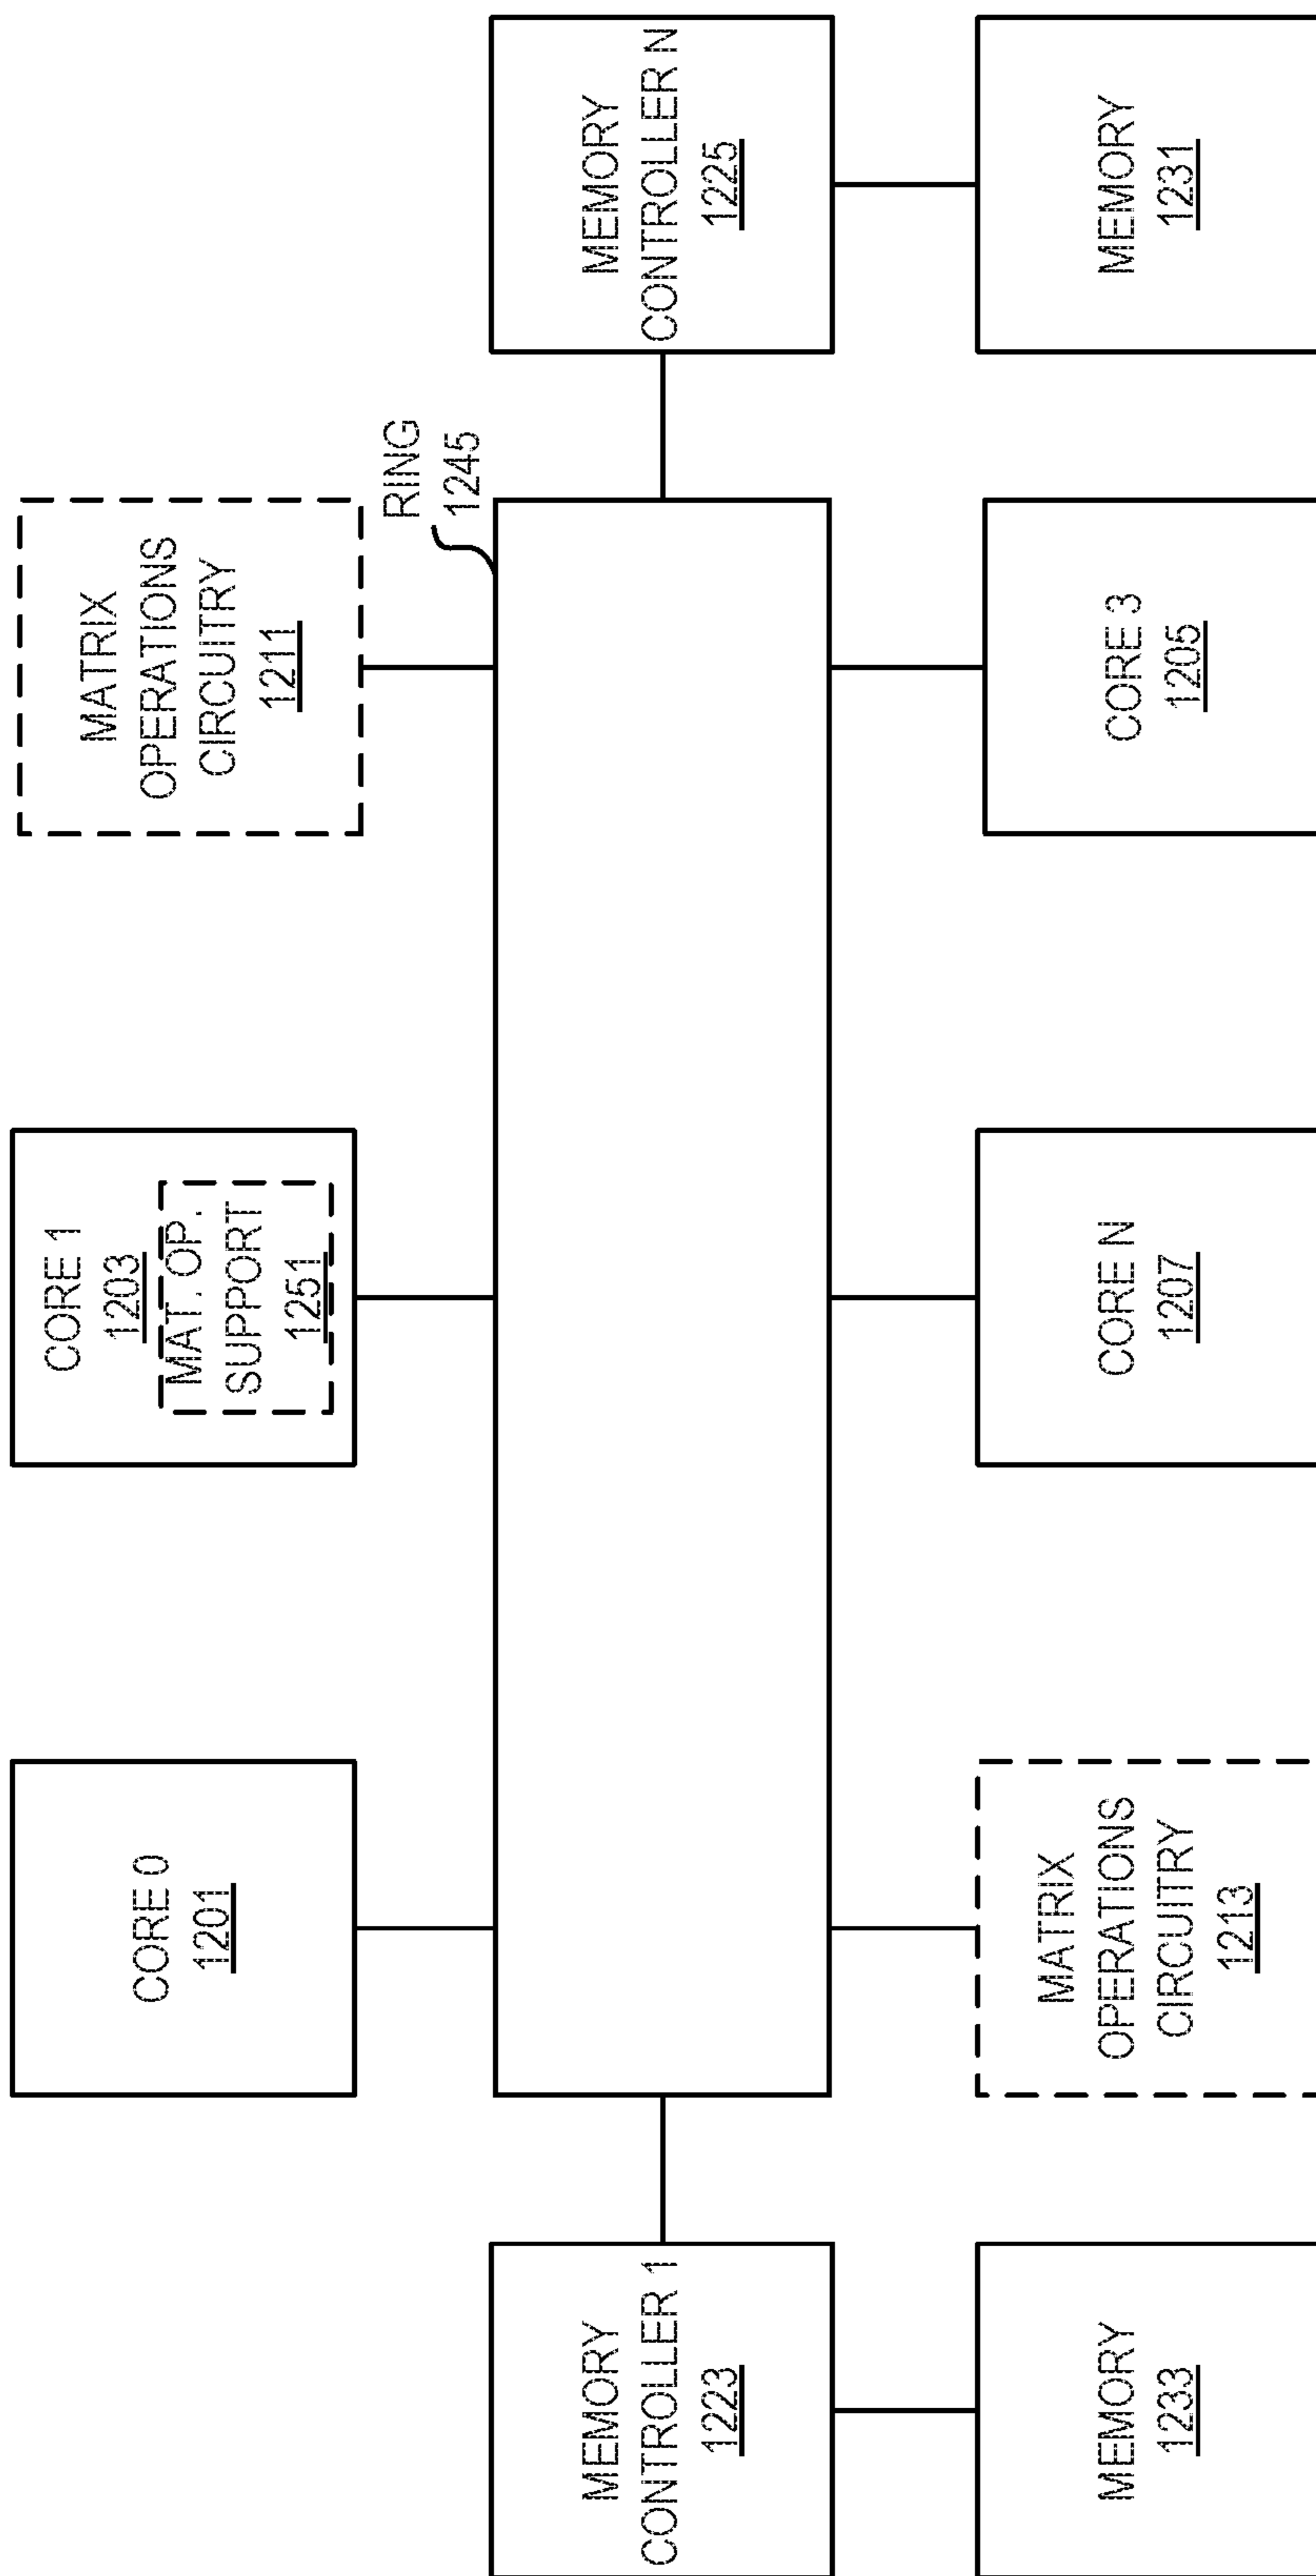 CORE 0
1201
CORE 1
1203
MAT. OP.
SUPPORT
1251
MATRIX
OPERATIONS
CIRCUITRY
1211
RING
1245
MEMORY
CONTROLLER 1
1223
MEMORY
CONTROLLER N
1225
MEMORY
1233
MATRIX
OPERATIONS
CIRCUITRY
1213
CORE N
1207
CORE 3
1205
MEMORY
1231